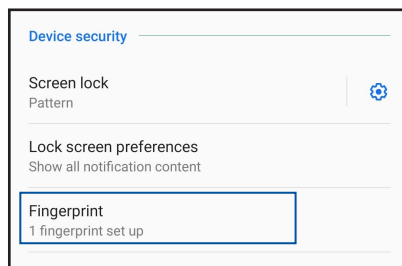 Device security
Screen lock
Pattern
Lock screen preferences
Show all notification content
Fingerprint
1 fingerprint set up